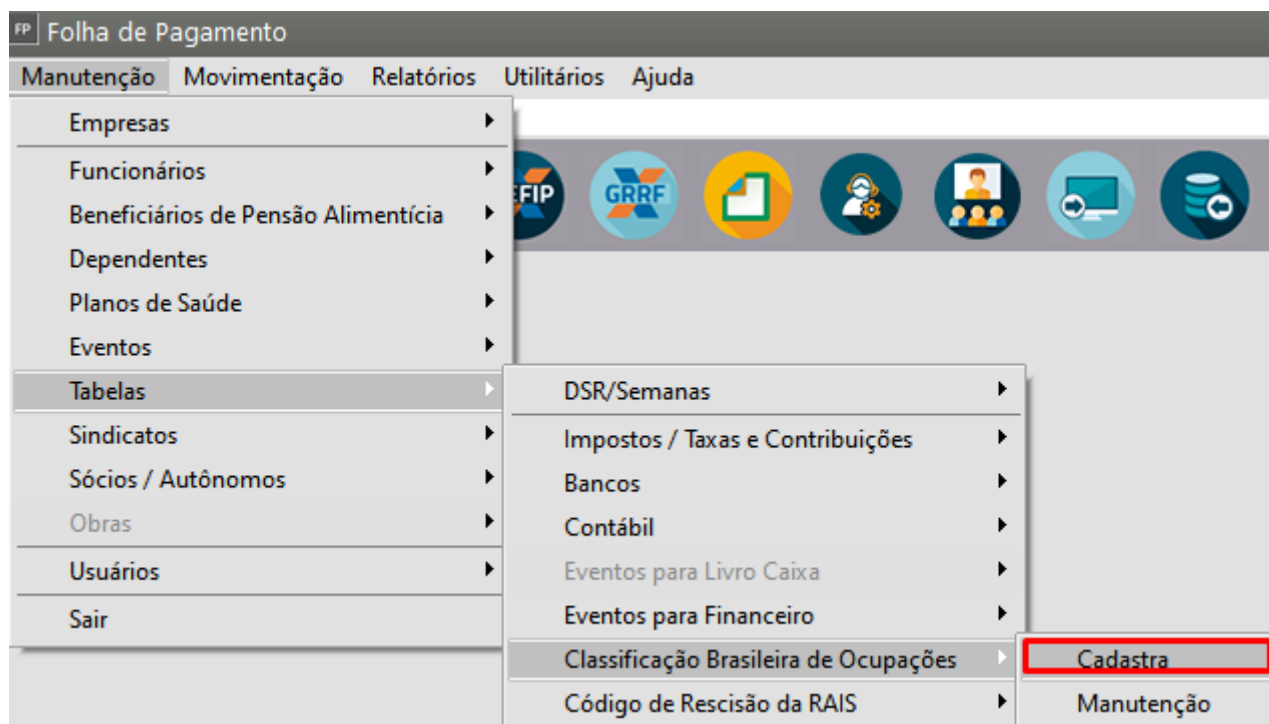 FP Folha de Pagamento
Manutenção Movimentação Relatórios Utilitários Ajuda
Empresas
Funcionários
Beneficiários de Pensão Alimentícia
Dependentes
Planos de Saúde
Eventos
Tabelas
Sindicatos
Sócios / Autônomos
Obras
Usuários
Sair
EFIP GRRF
DSR/Semanas
Impostos / Taxas e Contribuições
Bancos
Contábil
Eventos para Livro Caixa
Eventos para Financeiro
Classificação Brasileira de Ocupações
Código de Rescisão da RAIS
Cadastra
Manutenção